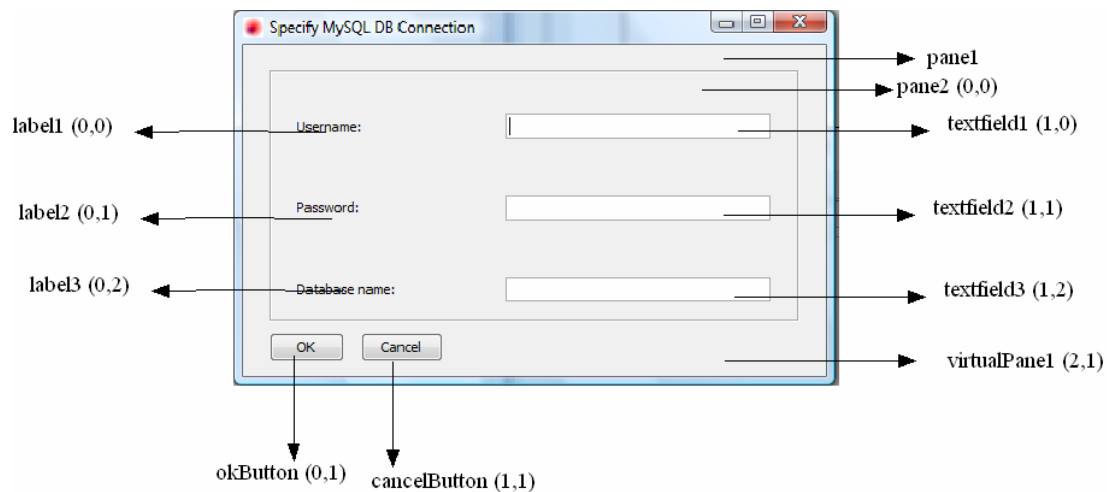 Specify MySQL DB Connection
pane1
pane2 (0,0)
label1 (0,0)
Username:
textfield1 (1,0)
label2 (0,1)
Password:
textfield2 (1,1)
label3 (0,2)
Database name:
textfield3 (1,2)
OK
Cancel
virtualPane1 (2,1)
okButton (0,1)
cancelButton (1,1)